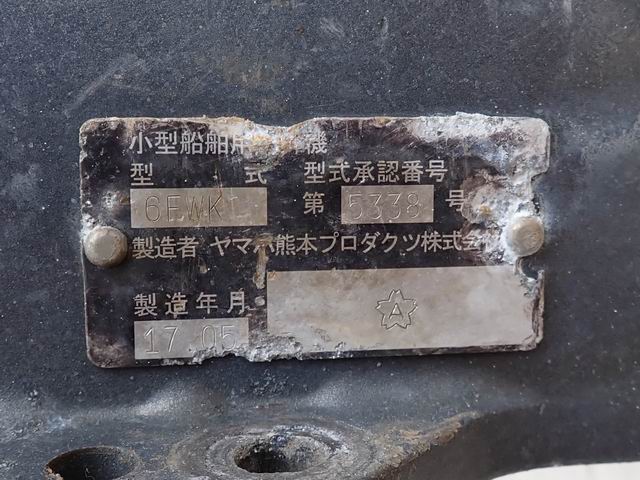 小型船舶用 機
型 式 型式承認番号
6EWK 第 5338 号
製造者 ヤマハ熊本プロダクツ株式会
製造年月
17.05
A